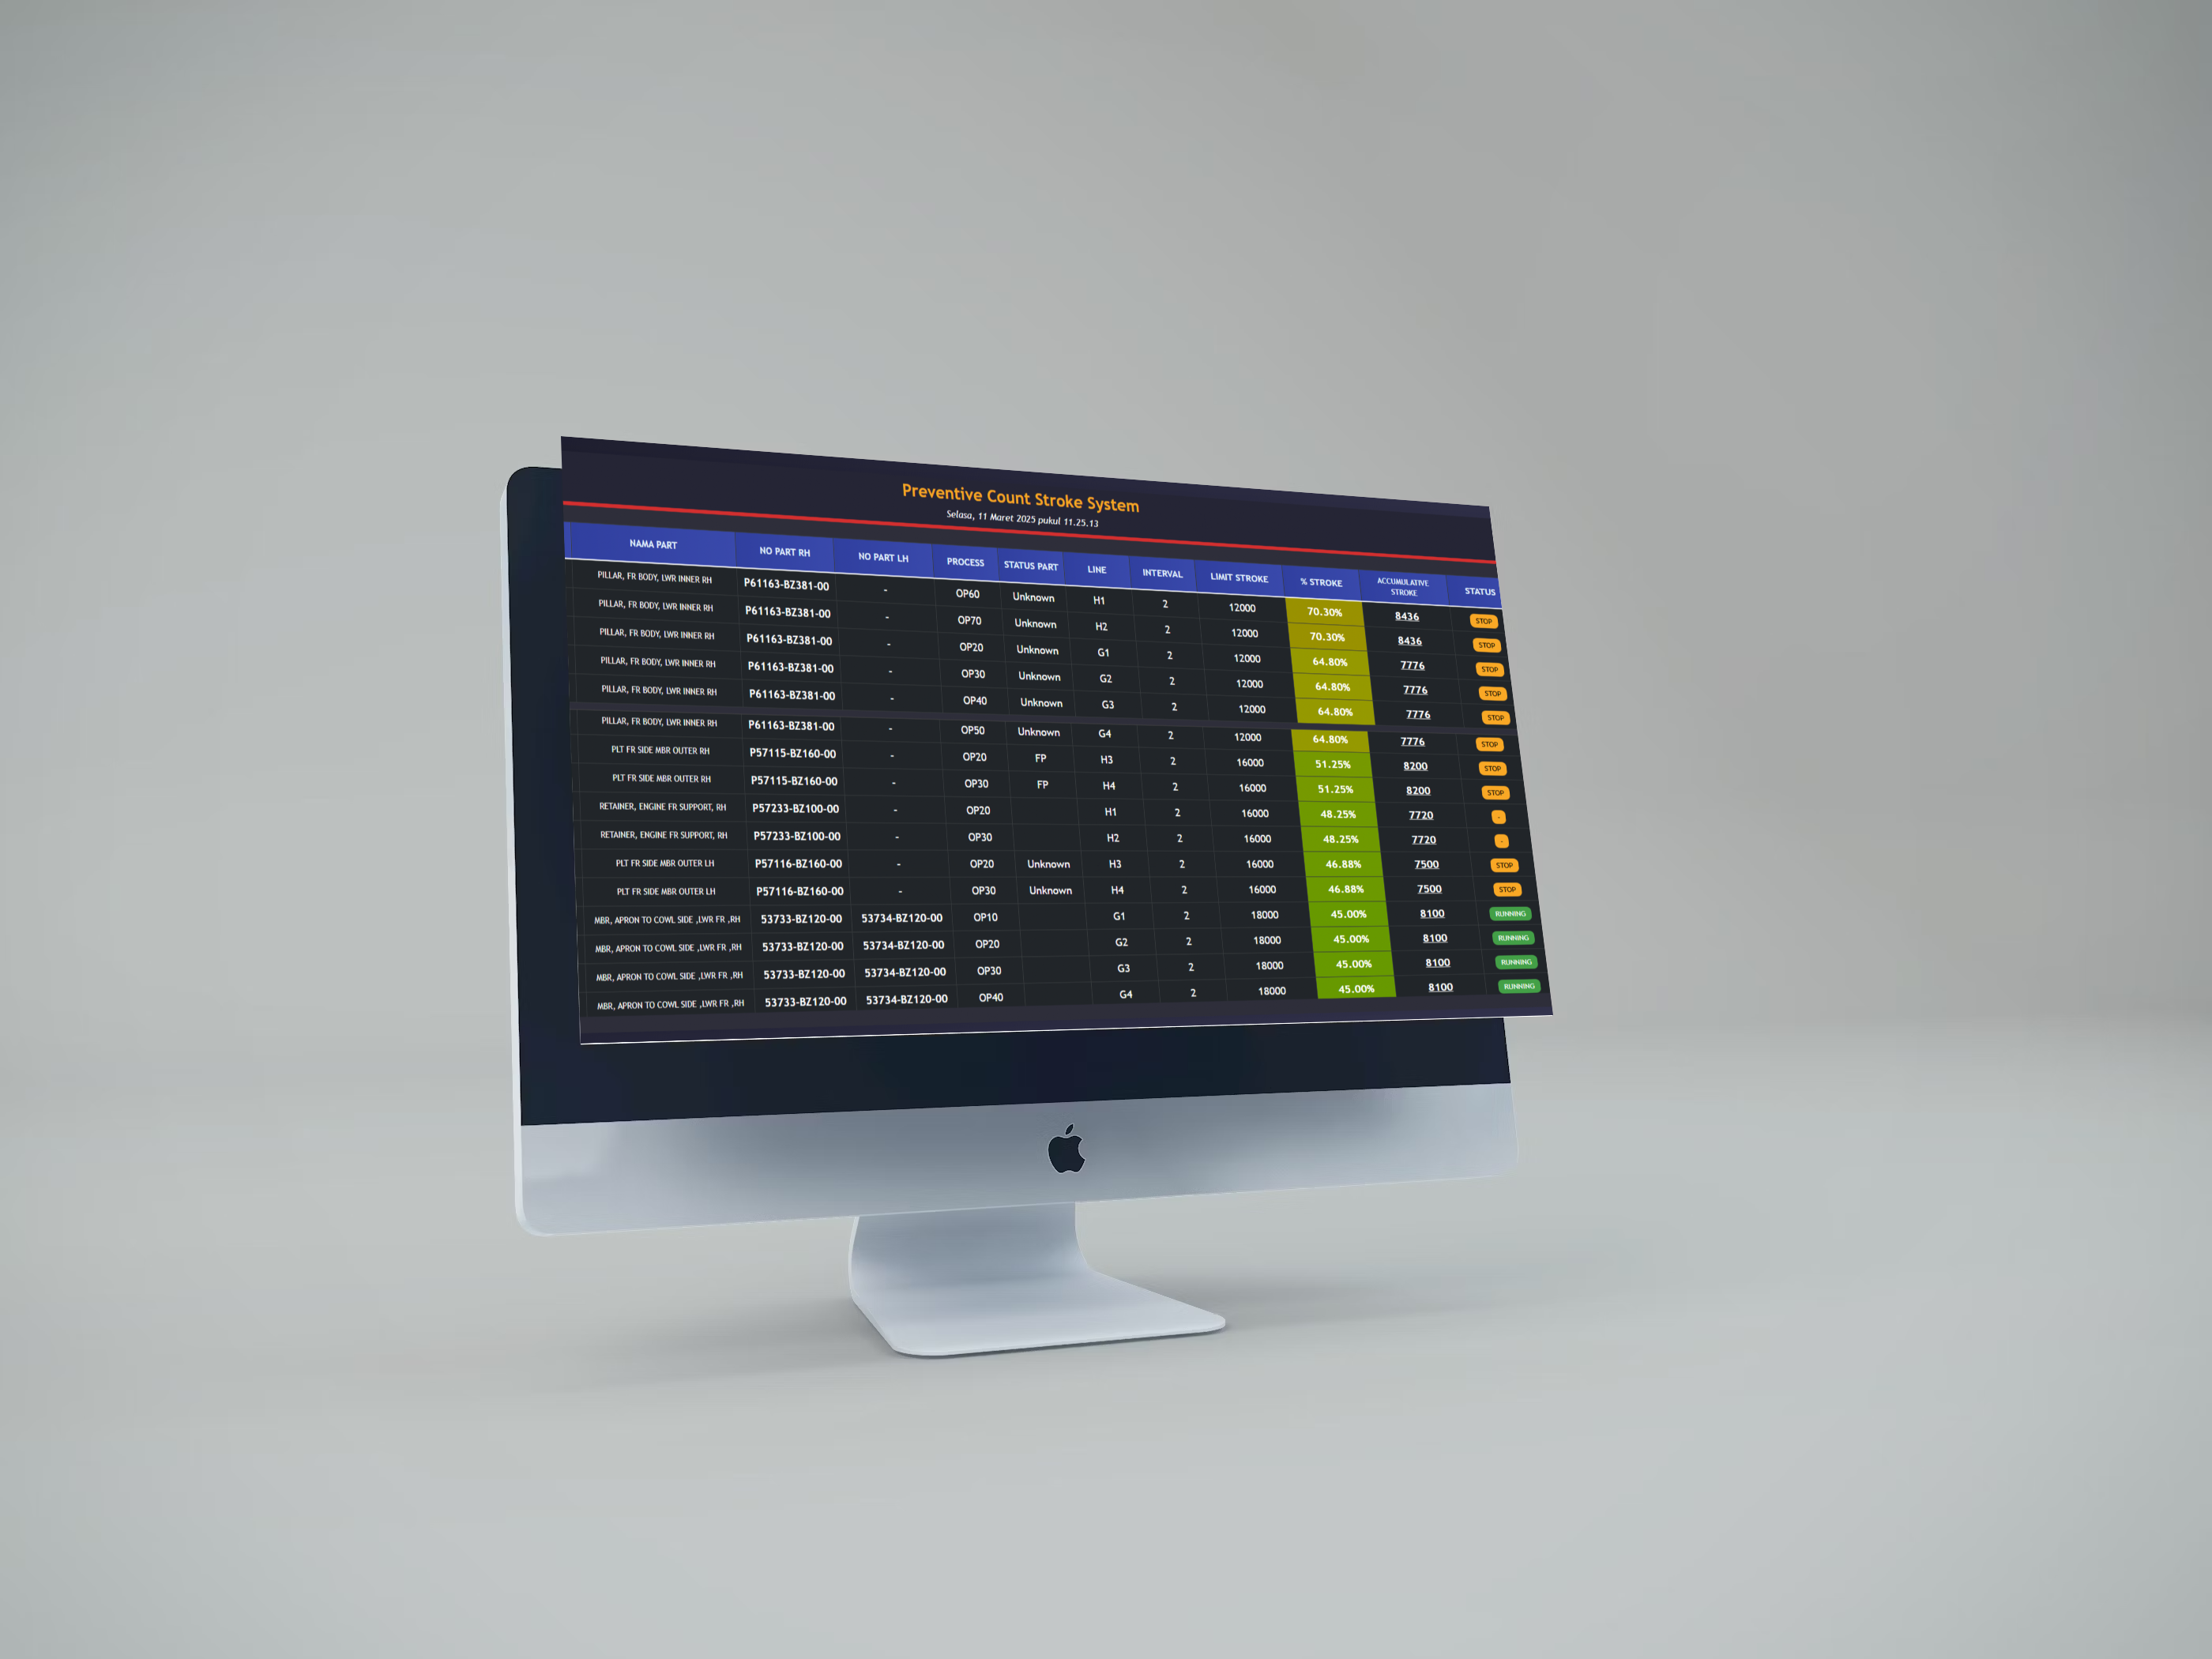 Preventive Count Stroke System
Selasa, 11 Maret 2025 pukul 11.25.13
NAMA PART NO PART RH NO PART LH PROCESS STATUS PART LINE INTERVAL LIMIT STROKE % STROKE ACCUMULATIVE STROKE STATUS
PILLAR, FR BODY, LWR INNER RH P61163-BZ381-00 - OP60 Unknown H1 2 12000 70.30% 8436 STOP
PILLAR, FR BODY, LWR INNER RH P61163-BZ381-00 - OP70 Unknown H2 2 12000 70.30% 8436 STOP
PILLAR, FR BODY, LWR INNER RH P61163-BZ381-00 - OP20 Unknown G1 2 12000 64.80% 7776 STOP
PILLAR, FR BODY, LWR INNER RH P61163-BZ381-00 - OP30 Unknown G2 2 12000 64.80% 7776 STOP
PILLAR, FR BODY, LWR INNER RH P61163-BZ381-00 - OP40 Unknown G3 2 12000 64.80% 7776 STOP
PILLAR, FR BODY, LWR INNER RH P61163-BZ381-00 - OP50 Unknown G4 2 12000 64.80% 7776 STOP
PLT FR SIDE MBR OUTER RH P57115-BZ160-00 - OP20 FP H3 2 16000 51.25% 8200 STOP
PLT FR SIDE MBR OUTER RH P57115-BZ160-00 - OP30 FP H4 2 16000 51.25% 8200 STOP
RETAINER, ENGINE FR SUPPORT, RH P57233-BZ100-00 - OP20 H1 2 16000 48.25% 7720 -
RETAINER, ENGINE FR SUPPORT, RH P57233-BZ100-00 - OP30 H2 2 16000 48.25% 7720 -
PLT FR SIDE MBR OUTER LH P57116-BZ160-00 - OP20 Unknown H3 2 16000 46.88% 7500 STOP
PLT FR SIDE MBR OUTER LH P57116-BZ160-00 - OP30 Unknown H4 2 16000 46.88% 7500 STOP
MBR, APRON TO COWL SIDE ,LWR FR ,RH 53733-BZ120-00 53734-BZ120-00 OP10 G1 2 18000 45.00% 8100 RUNNING
MBR, APRON TO COWL SIDE ,LWR FR ,RH 53733-BZ120-00 53734-BZ120-00 OP20 G2 2 18000 45.00% 8100 RUNNING
MBR, APRON TO COWL SIDE ,LWR FR ,RH 53733-BZ120-00 53734-BZ120-00 OP30 G3 2 18000 45.00% 8100 RUNNING
MBR, APRON TO COWL SIDE ,LWR FR ,RH 53733-BZ120-00 53734-BZ120-00 OP40 G4 2 18000 45.00% 8100 RUNNING